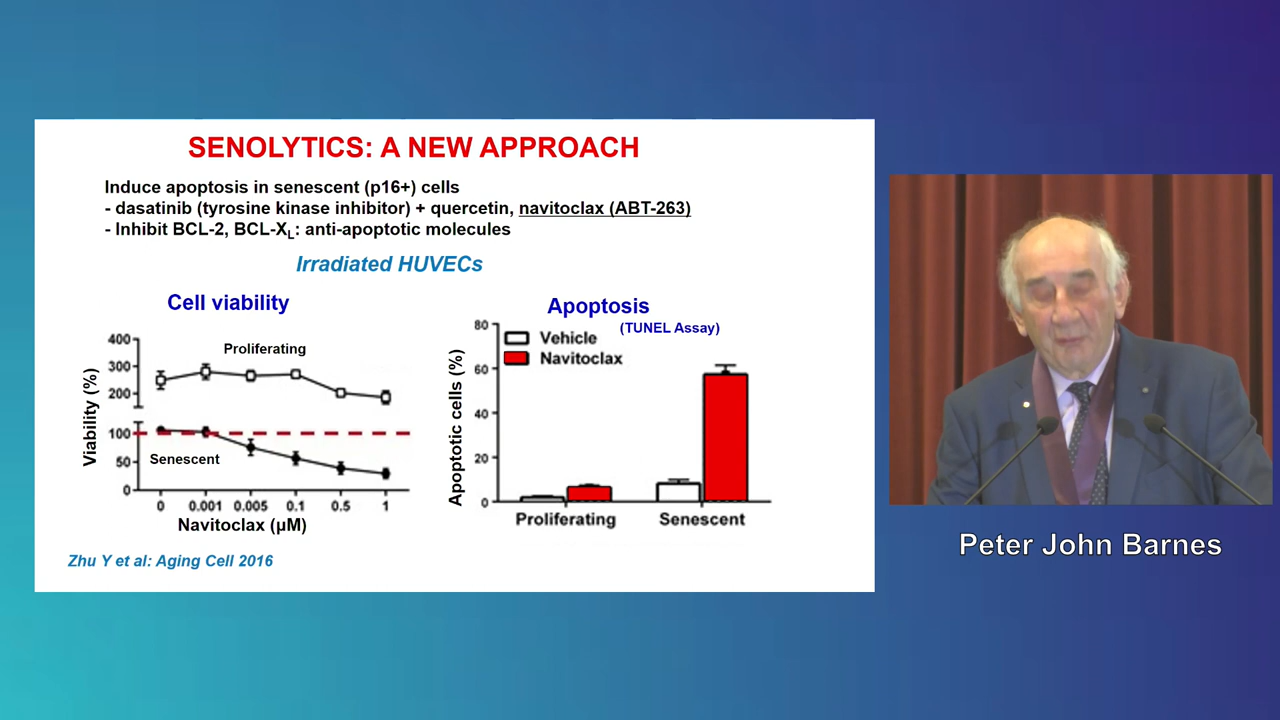 SENOLYTICS: A NEW APPROACH
Induce apoptosis in senescent (p16+) cells
- dasatinib (tyrosine kinase inhibitor) + quercetin, navitoclax (ABT-263)
- Inhibit BCL-2, BCL-XL: anti-apoptotic molecules
Irradiated HUVECs
Cell viability
Viability (%)
400
300
200
100
50
0
Proliferating
Senescent
0 0.001 0.005 0.1 0.5 1
Navitoclax (µM)
Apoptosis
(TUNEL Assay)
Apoptotic cells (%)
80
60
40
20
0
Vehicle
Navitoclax
Proliferating Senescent
Zhu Y et al: Aging Cell 2016
Peter John Barnes